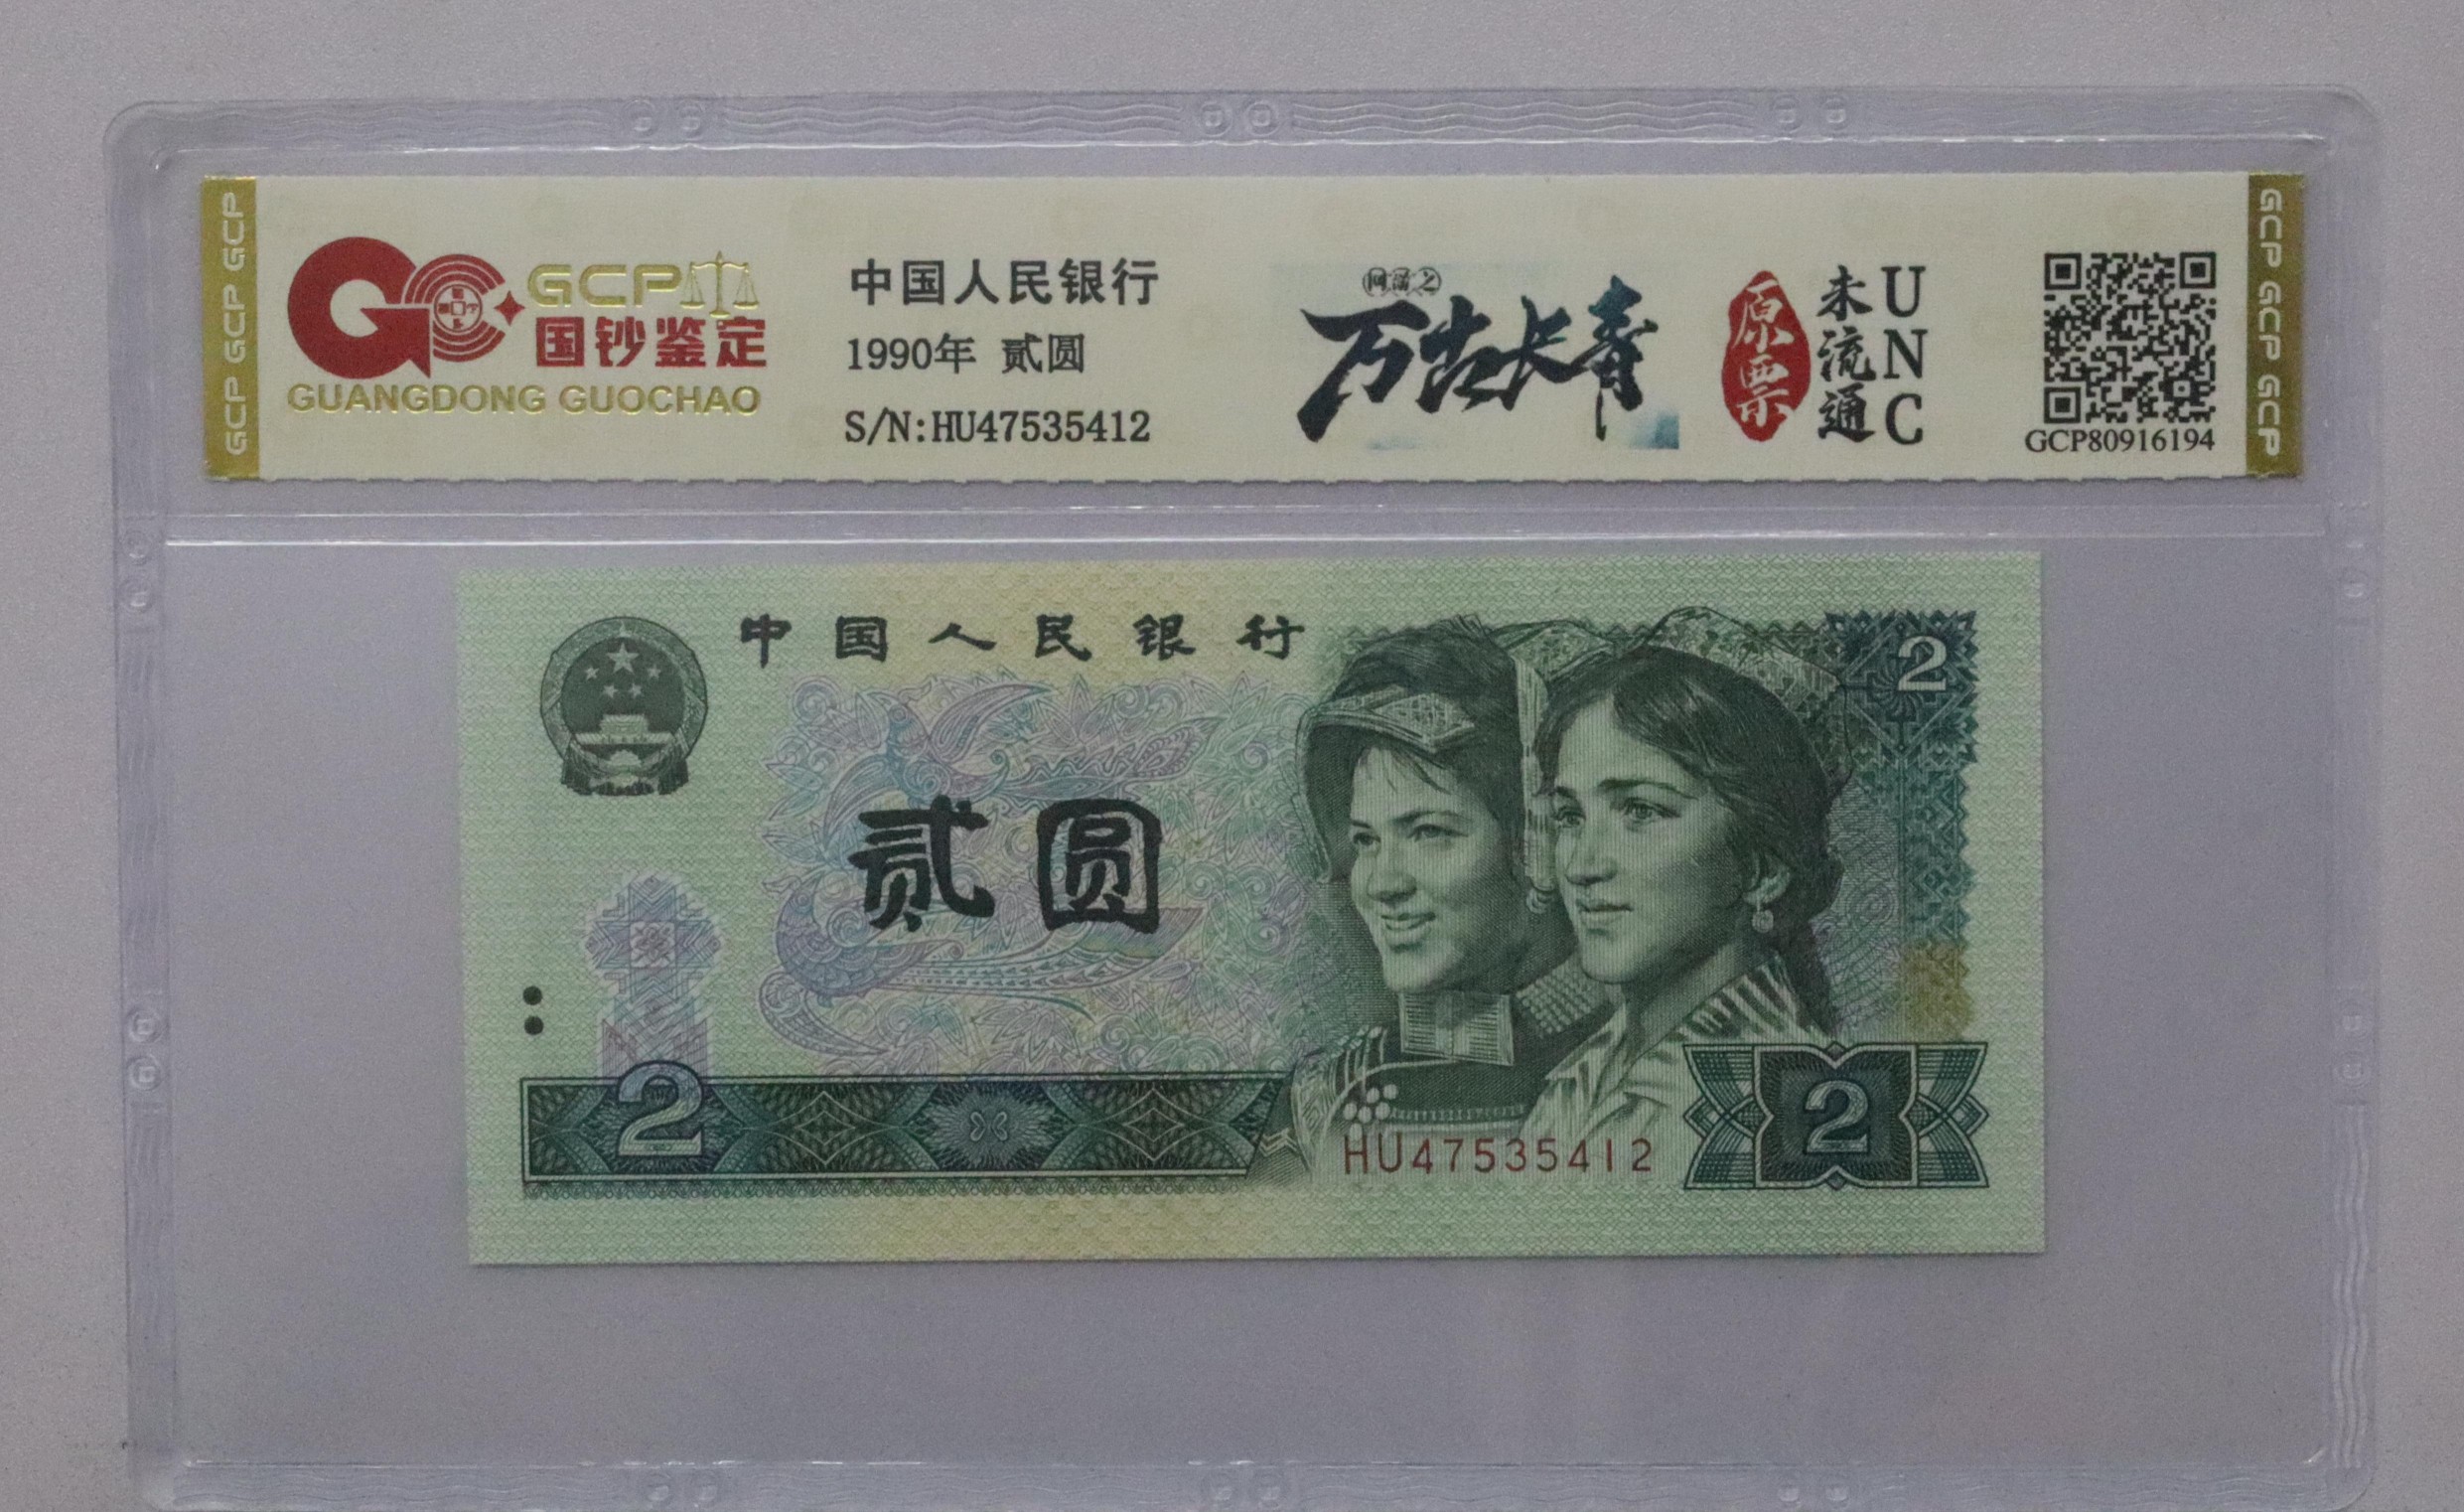 GCP GCP GCP
GCP
国钞鉴定
GUANGDONG GUOCHAO
中国人民银行
1990年 贰圆
S/N:HU47535412
万古长青
原票
未流通
UNC
GCP80916194
GCP GCP GCP
中国人民银行
2
贰圆
2
HU47535412
2